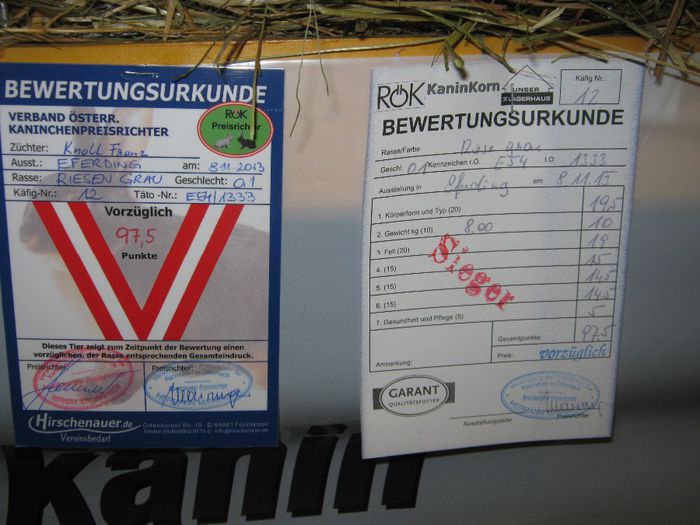 BEWERTUNGSURKUNDE
VERBAND ÖSTERR.
KANINCHENPREISRICHTER
RÖK
Preisrichter
Züchter: Knoll Franz
Ausst.: EFERDING am: 8.11.2013
Rasse: RIESEN GRAU Geschlecht: 0,1
Käfig-Nr.: 12 Täto -Nr.: E54/1333
Vorzüglich
97,5
Punkte
Dieses Tier zeigt zum Zeitpunkt der Bewertung einen
vorzüglichen, der Rasse entsprechenden Gesamteindruck.
Preisrichter: Preisrichter:
Hirschenauer.de
Vereinsbedarf
RÖK KaninKorn UNSER LAGERHAUS
Käfig Nr.: 12
BEWERTUNGSURKUNDE
Rasse/Farbe Riese grau
Geschl. 0.1 Kennzeichen r.O. E54 l.O 1333
Ausstellung in Eferding am 8.11.13
1. Körperform und Typ (20) 195
2. Gewicht kg (10) 8,00 10
3. Fell (20) 19
4. (15) 15
5. (15) 14,5
6. (15) 14,5
7. Gesundheit und Pflege (5) 5
Sieger
Gesamtpunkte: 97,5
Preis: vorzüglich
Anmerkung:
GARANT
QUALITÄTSFUTTER
Ausstellungsleiter Preisrichter
kanin